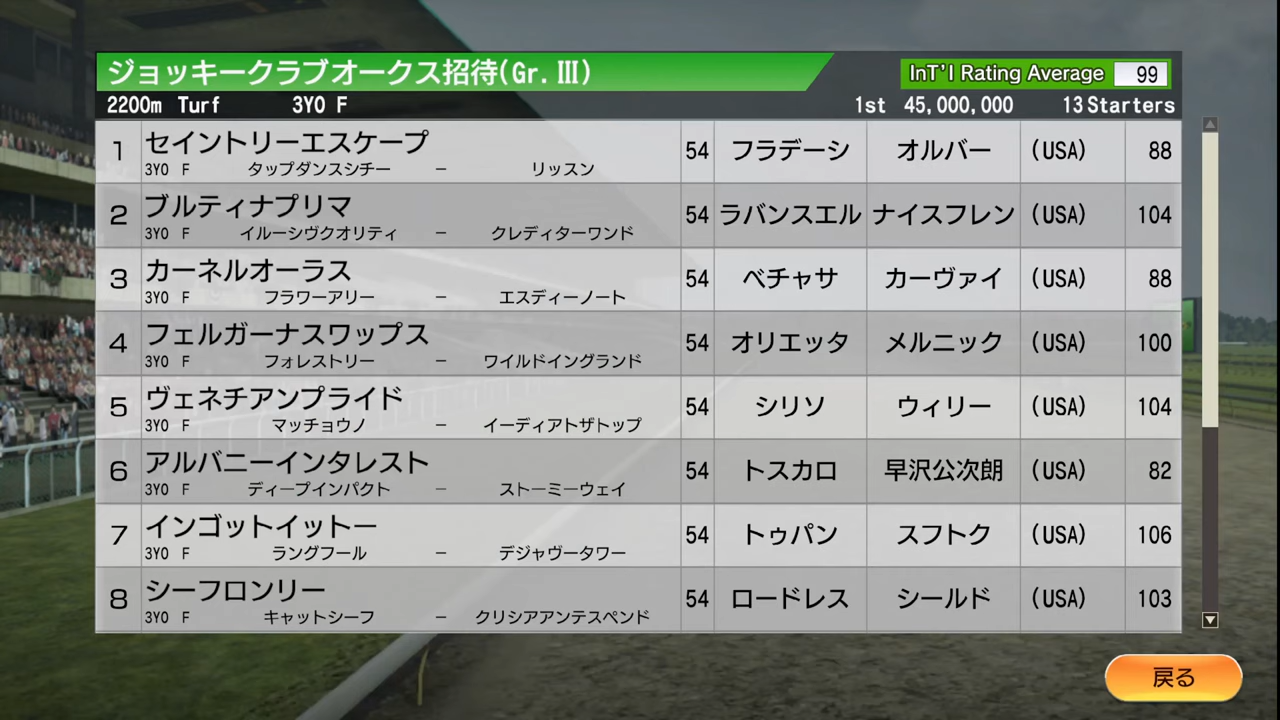 ジョッキークラブオークス招待(Gr.Ⅲ)
InT'l Rating Average 99
2200m Turf 3YO F 1st 45,000,000 13 Starters
1 セイントリーエスケープ 54 フラデーシ オルバー (USA) 88
3YO F タップダンスシチー － リッスン
2 ブルティナプリマ 54 ラバンスエル ナイスフレン (USA) 104
3YO F イルーシヴクオリティ － クレディターワンド
3 カーネルオーラス 54 ベチャサ カーヴァイ (USA) 88
3YO F フラワーアリー － エスディーノート
4 フェルガーナスワップス 54 オリエッタ メルニック (USA) 100
3YO F フォレストリー － ワイルドイングランド
5 ヴェネチアンプライド 54 シリソ ウィリー (USA) 104
3YO F マッチョウノ － イーディアトザトップ
6 アルバニーインタレスト 54 トスカロ 早沢公次朗 (USA) 82
3YO F ディープインパクト － ストーミーウェイ
7 インゴットイットー 54 トゥパン スフトク (USA) 106
3YO F ラングフール － デジャヴータワー
8 シーフロンリー 54 ロードレス シールド (USA) 103
3YO F キャットシーフ － クリシアアンテスペンド
戻る